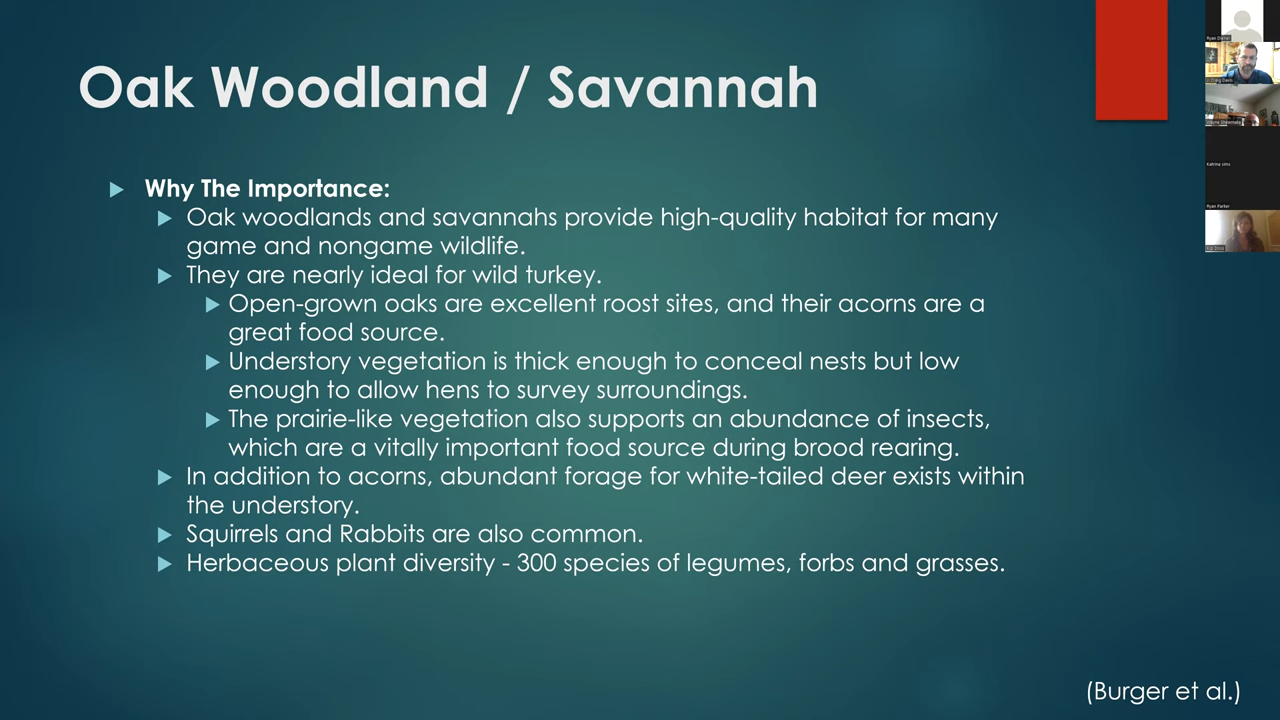 Oak Woodland / Savannah
Why The Importance:
Oak woodlands and savannahs provide high-quality habitat for many
game and nongame wildlife.
They are nearly ideal for wild turkey.
Open-grown oaks are excellent roost sites, and their acorns are a
great food source.
Understory vegetation is thick enough to conceal nests but low
enough to allow hens to survey surroundings.
The prairie-like vegetation also supports an abundance of insects,
which are a vitally important food source during brood rearing.
In addition to acorns, abundant forage for white-tailed deer exists within
the understory.
Squirrels and Rabbits are also common.
Herbaceous plant diversity - 300 species of legumes, forbs and grasses.
(Burger et al.)
Katrina sims
Ryan Parker